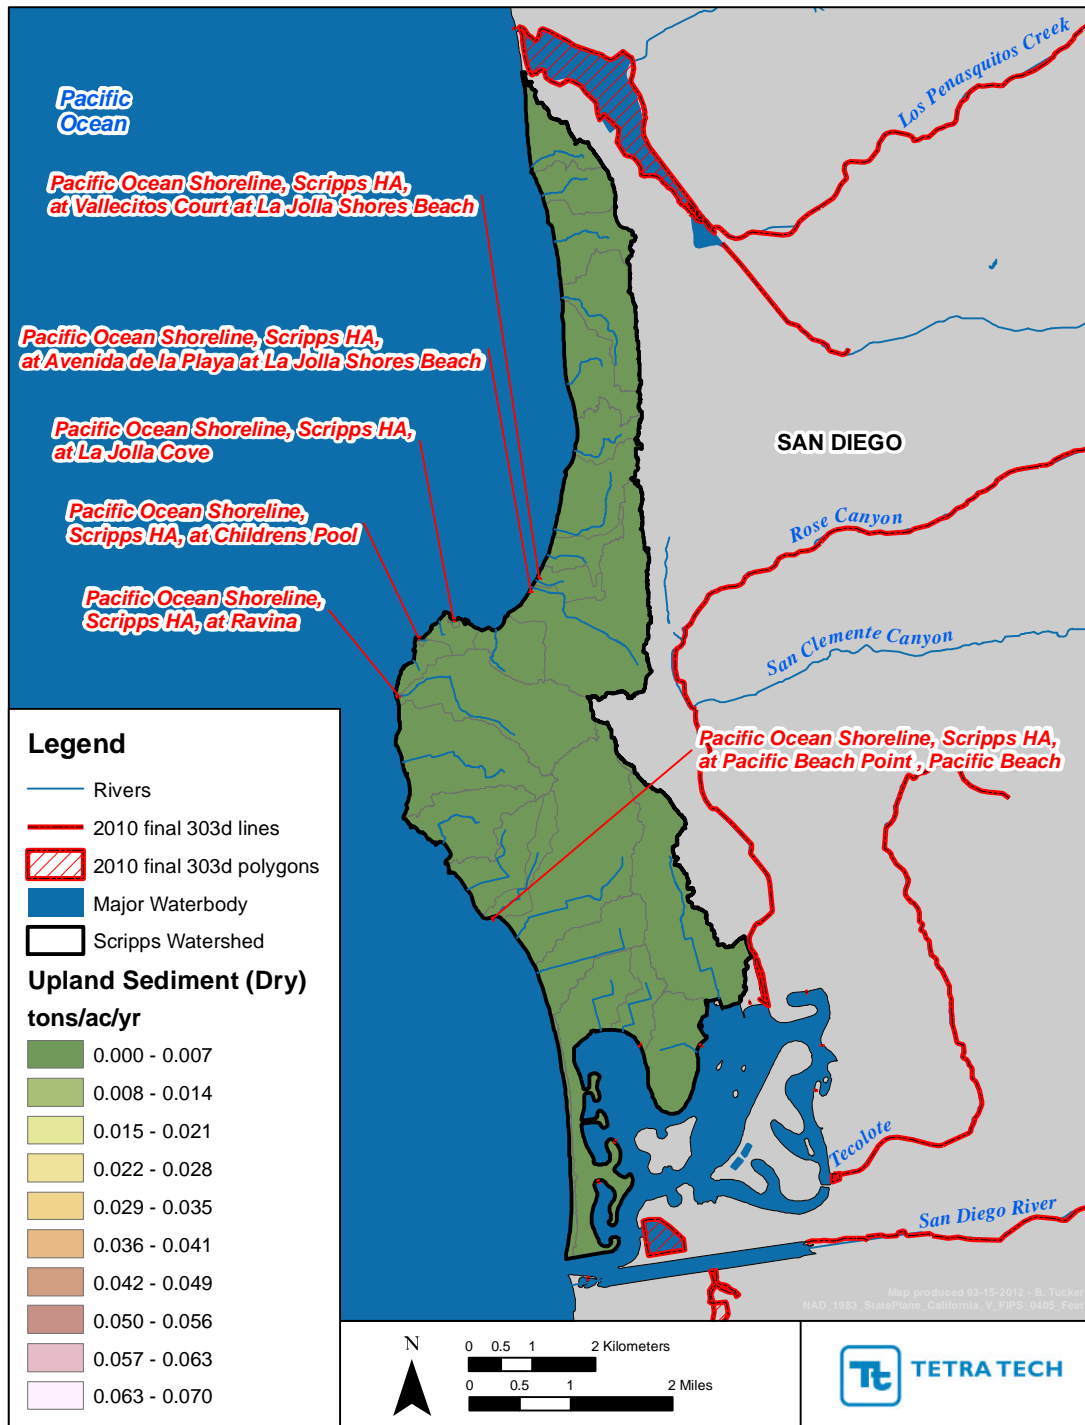 Pacific
Ocean
Los Penasquitos Creek
Pacific Ocean Shoreline, Scripps HA,
at Vallecitos Court at La Jolla Shores Beach
Pacific Ocean Shoreline, Scripps HA,
at Avenida de la Playa at La Jolla Shores Beach
SAN DIEGO
Pacific Ocean Shoreline, Scripps HA,
at La Jolla Cove
Pacific Ocean Shoreline,
Scripps HA, at Childrens Pool
Rose Canyon
Pacific Ocean Shoreline,
Scripps HA, at Ravina
San Clemente Canyon
Pacific Ocean Shoreline, Scripps HA,
at Pacific Beach Point , Pacific Beach
Tecolote
San Diego River
Legend
Rivers
2010 final 303d lines
2010 final 303d polygons
Major Waterbody
Scripps Watershed
Upland Sediment (Dry)
tons/ac/yr
0.000 - 0.007
0.008 - 0.014
0.015 - 0.021
0.022 - 0.028
0.029 - 0.035
0.036 - 0.041
0.042 - 0.049
0.050 - 0.056
0.057 - 0.063
0.063 - 0.070
Map produced 03-15-2012 - B. Tucker
NAD_1983_StatePlane_California_V_FIPS_0405_Feet
N
0 0.5 1 2 Kilometers
0 0.5 1 2 Miles
Tt TETRA TECH